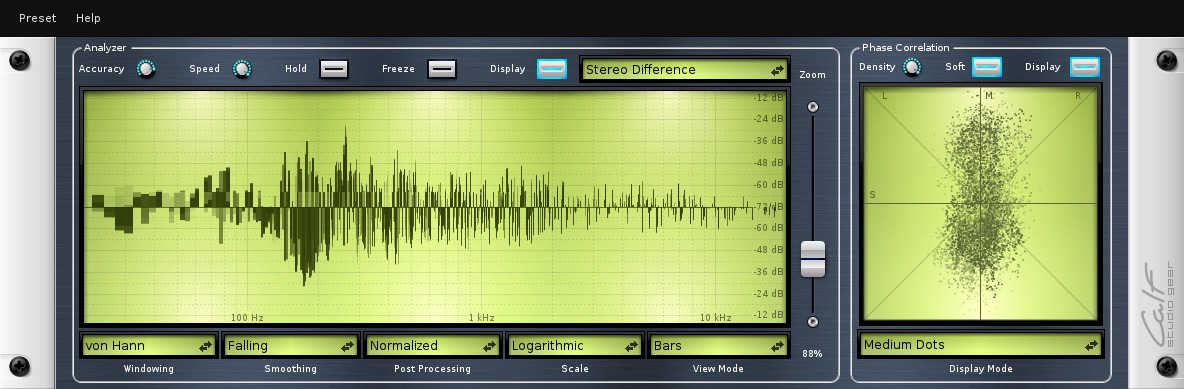 Preset Help
Analyzer
Accuracy Speed Hold Freeze Display Stereo Difference
Zoom
-12 dB
-24 dB
-36 dB
-48 dB
-60 dB
-72 dB
-60 dB
-48 dB
-36 dB
-24 dB
-12 dB
100 Hz 1 kHz 10 kHz
88%
von Hann Falling Normalized Logarithmic Bars
Windowing Smoothing Post Processing Scale View Mode
Phase Correlation
Density Soft Display
L M R
S
Medium Dots
Display Mode
Calf
studio gear